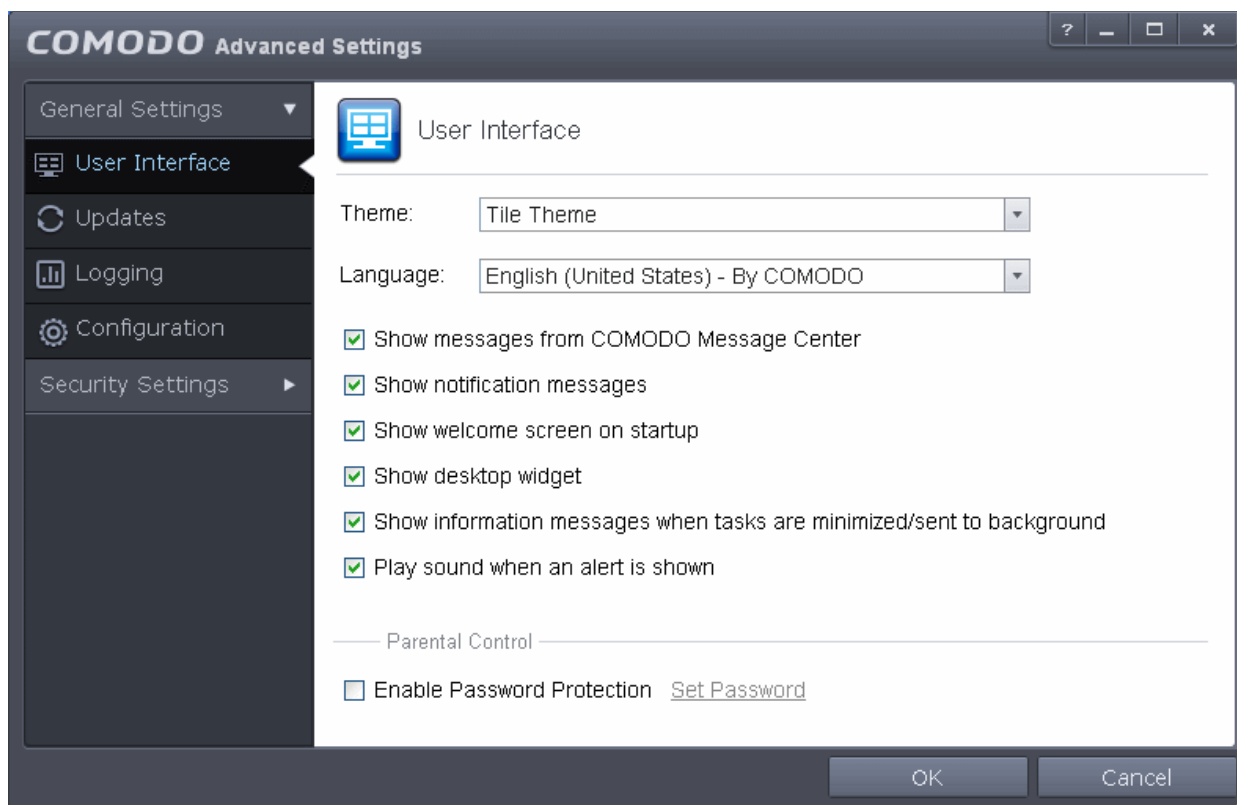 COMODO Advanced Settings
?
General Settings
User Interface
Updates
Logging
Configuration
Security Settings
User Interface
Theme: Tile Theme
Language: English (United States) - By COMODO
Show messages from COMODO Message Center
Show notification messages
Show welcome screen on startup
Show desktop widget
Show information messages when tasks are minimized/sent to background
Play sound when an alert is shown
Parental Control
Enable Password Protection Set Password
OK Cancel